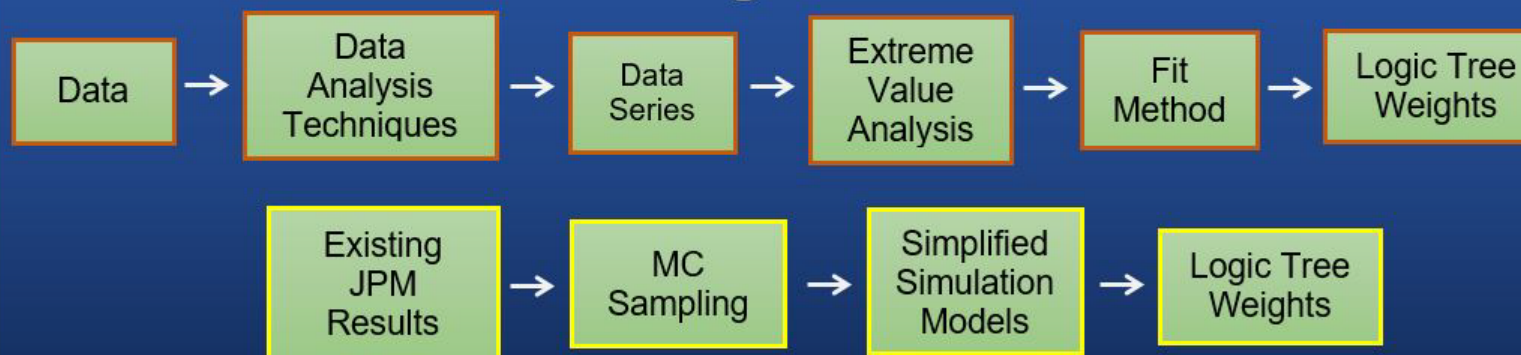 Data
Data
Analysis
Techniques
Data
Series
Extreme
Value
Analysis
Fit
Method
Logic Tree
Weights
Existing
JPM
Results
MC
Sampling
Simplified
Simulation
Models
Logic Tree
Weights